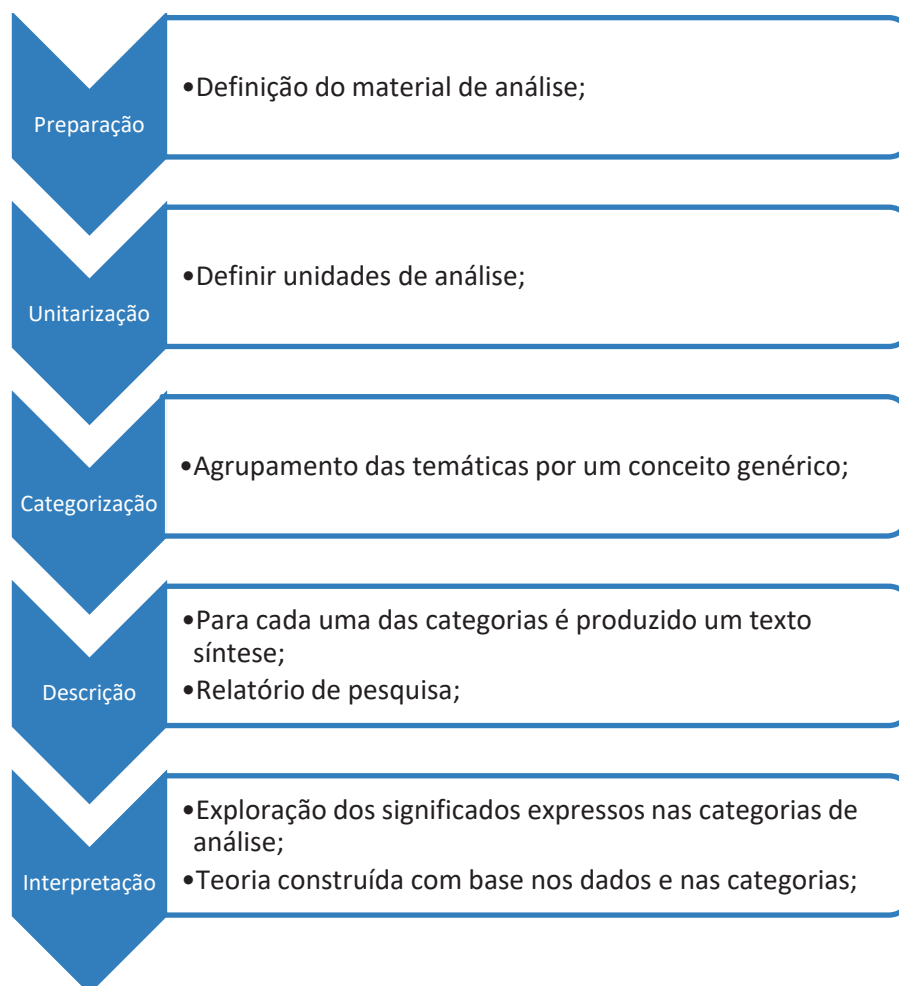 Preparação
•Definição do material de análise;
Unitarização
•Definir unidades de análise;
Categorização
•Agrupamento das temáticas por um conceito genérico;
Descrição
•Para cada uma das categorias é produzido um texto
síntese;
•Relatório de pesquisa;
Interpretação
•Exploração dos significados expressos nas categorias de
análise;
•Teoria construída com base nos dados e nas categorias;